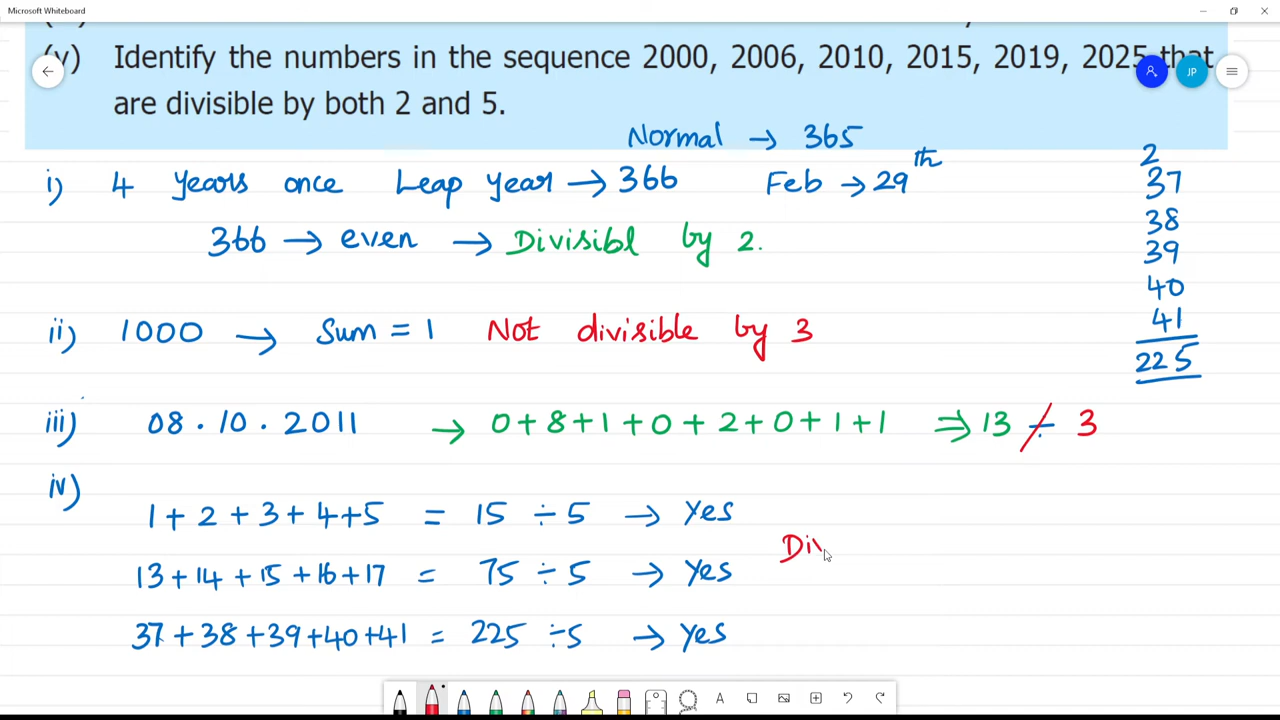 Microsoft Whiteboard
(v) Identify the numbers in the sequence 2000, 2006, 2010, 2015, 2019, 2025 that
are divisible by both 2 and 5.
JP
Normal → 365
i) 4 years once Leap year → 366 Feb → 29th
366 → even → Divisibl by 2.
2
37
38
39
40
41
225
ii) 1000 → Sum = 1 Not divisible by 3
iii) 08.10.2011 → 0+8+1+0+2+0+1+1 ⇒ 13 ÷ 3
iv)
1+2+3+4+5 = 15 ÷5 → Yes
13+14+15+16+17 = 75 ÷5 → Yes
Div
37+38+39+40+41 = 225 ÷5 → Yes
A